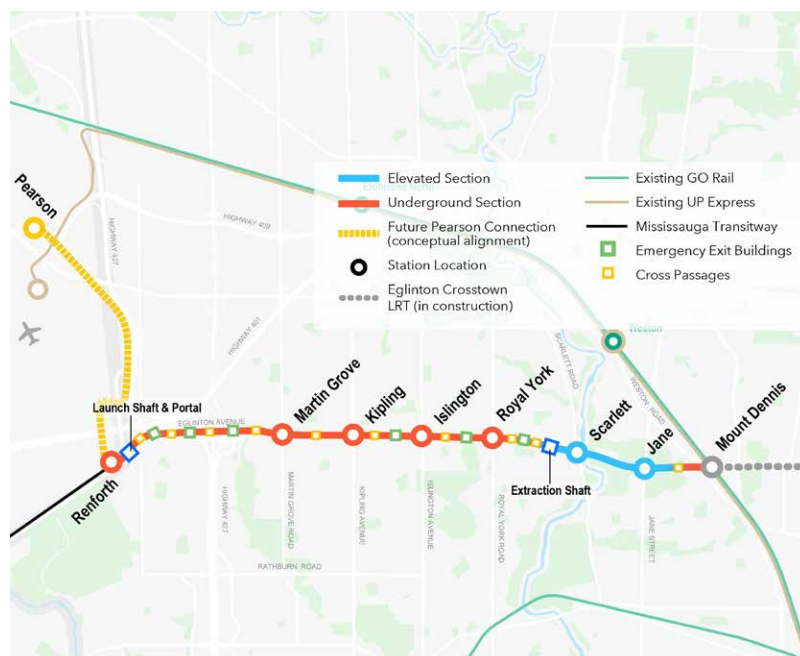 Elevated Section
Underground Section
Future Pearson Connection
(conceptual alignment)
Station Location
Eglinton Crosstown
LRT (in construction)
Existing GO Rail
Existing UP Express
Mississauga Transitway
Emergency Exit Buildings
Cross Passages
Pearson
HIGHWAY 427
HIGHWAY 409
HIGHWAY 401
Weston
SCARLETT ROAD
WESTON ROAD
Launch Shaft & Portal
EGLINTON AVENUE
Renforth
Martin Grove
Kipling
Islington
Royal York
Scarlett
Jane
Mount Dennis
Extraction Shaft
HIGHWAY 427
MARTIN GROVE ROAD
KIPLING AVENUE
ISLINGTON AVENUE
ROYAL YORK ROAD
JANE STREET
RATHBURN ROAD